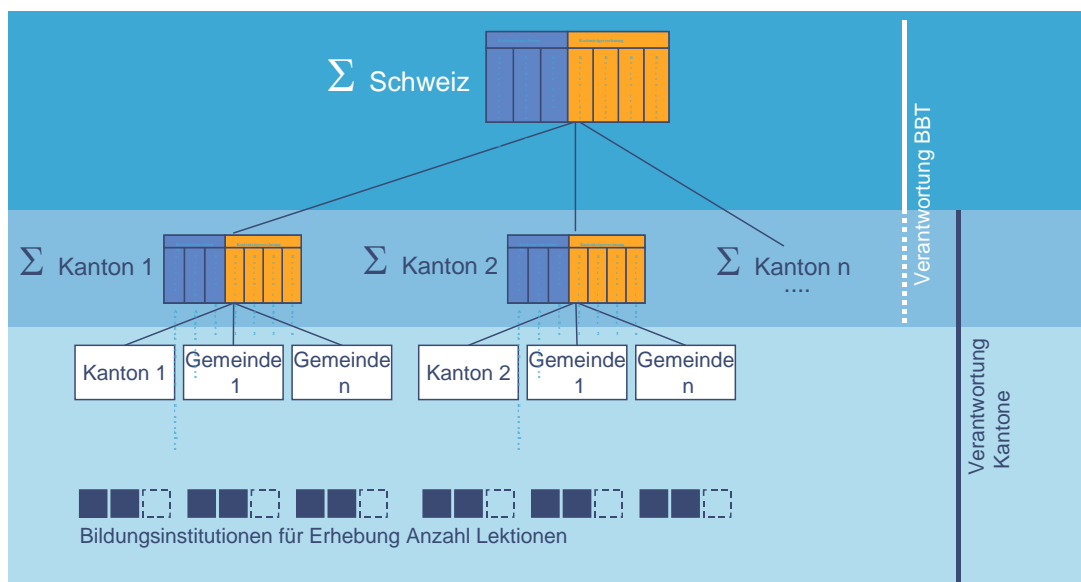 Σ Schweiz
Verantwortung BBT
Σ Kanton 1
Σ Kanton 2
Σ Kanton n
....
Kanton 1
Gemeinde
1
Gemeinde
n
Kanton 2
Gemeinde
1
Gemeinde
n
Verantwortung
Kantone
Bildungsinstitutionen für Erhebung Anzahl Lektionen